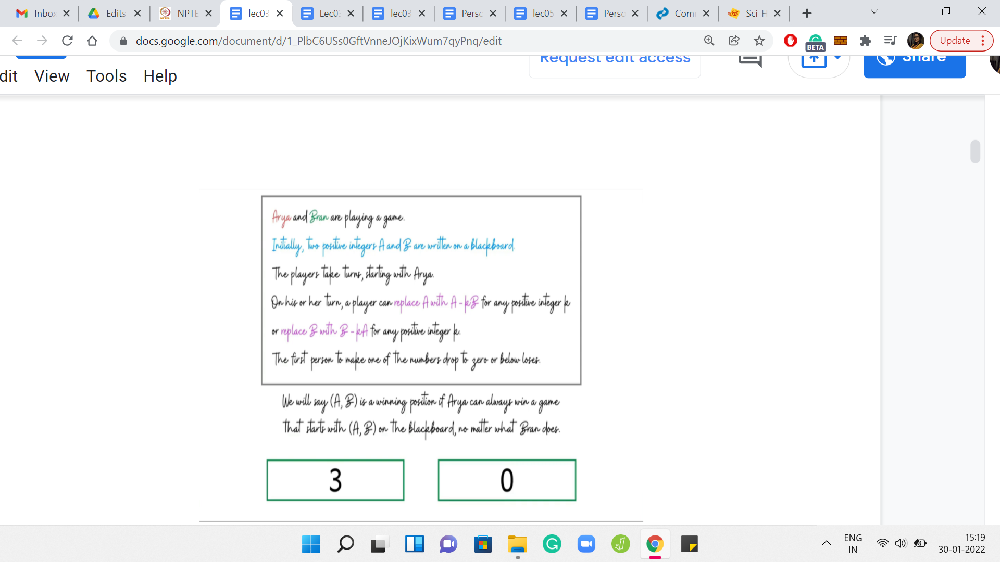 Inbox
Edits
NPTE
lec03
Lec0
lec03
Perso
lec05
Perso
Com
Sci-H
docs.google.com/document/d/1_PlbC6USs0GftVnneJOjKixWum7qyPnq/edit
BETA
Update
Request edit access
Share
dit View Tools Help
Arya and Bran are playing a game.
Initially, two positive integers A and B are written on a blackboard.
The players take turns, starting with Arya.
On his or her turn, a player can replace A with A - kB for any positive integer k
or replace B with B - kA for any positive integer k.
The first person to make one of the numbers drop to zero or below loses.
We will say (A, B) is a winning position if Arya can always win a game
that starts with (A, B) on the blackboard, no matter what Bran does.
3 0
ENG
IN
15:19
30-01-2022